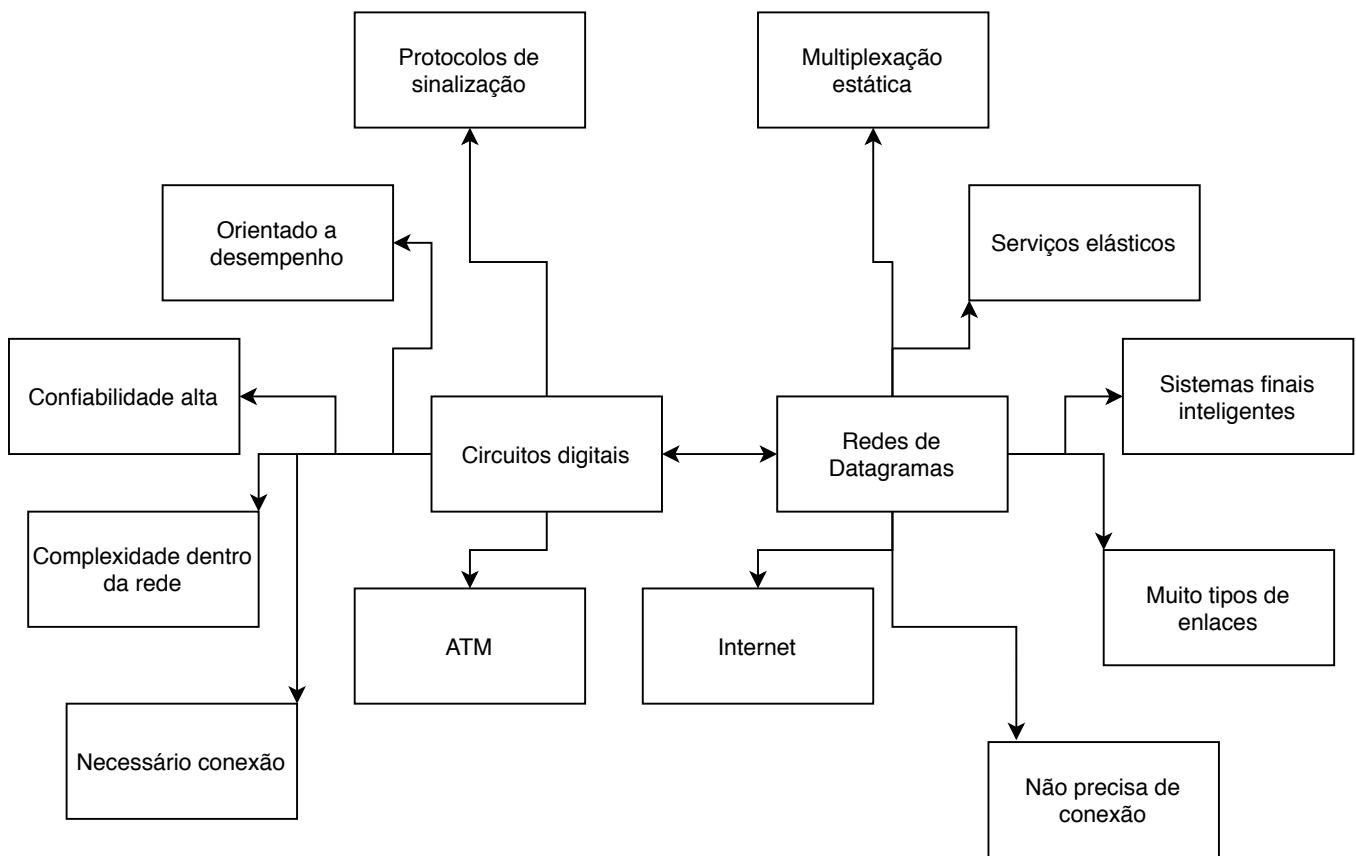 Protocolos de
sinalização
Multiplexação
estática
Orientado a
desempenho
Serviços elásticos
Confiabilidade alta
Sistemas finais
inteligentes
Circuitos digitais
Redes de
Datagramas
Complexidade dentro
da rede
Muito tipos de
enlaces
ATM
Internet
Necessário conexão
Não precisa de
conexão